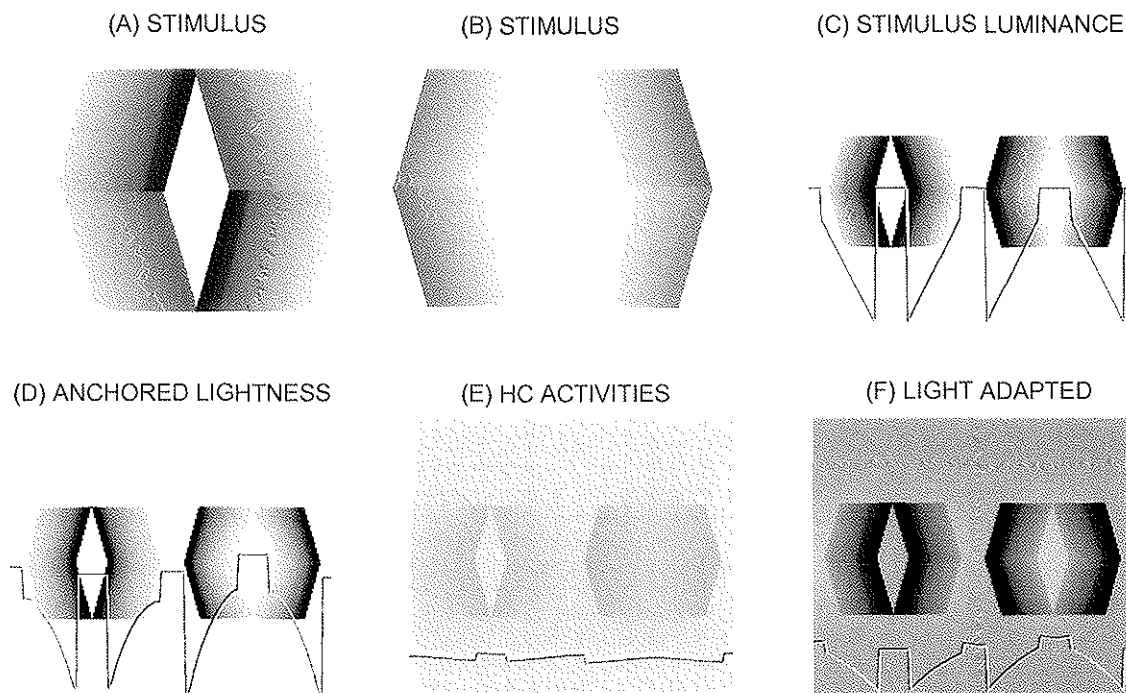 (A) STIMULUS
(B) STIMULUS
(C) STIMULUS LUMINANCE
(D) ANCHORED LIGHTNESS
(E) HC ACTIVITIES
(F) LIGHT ADAPTED